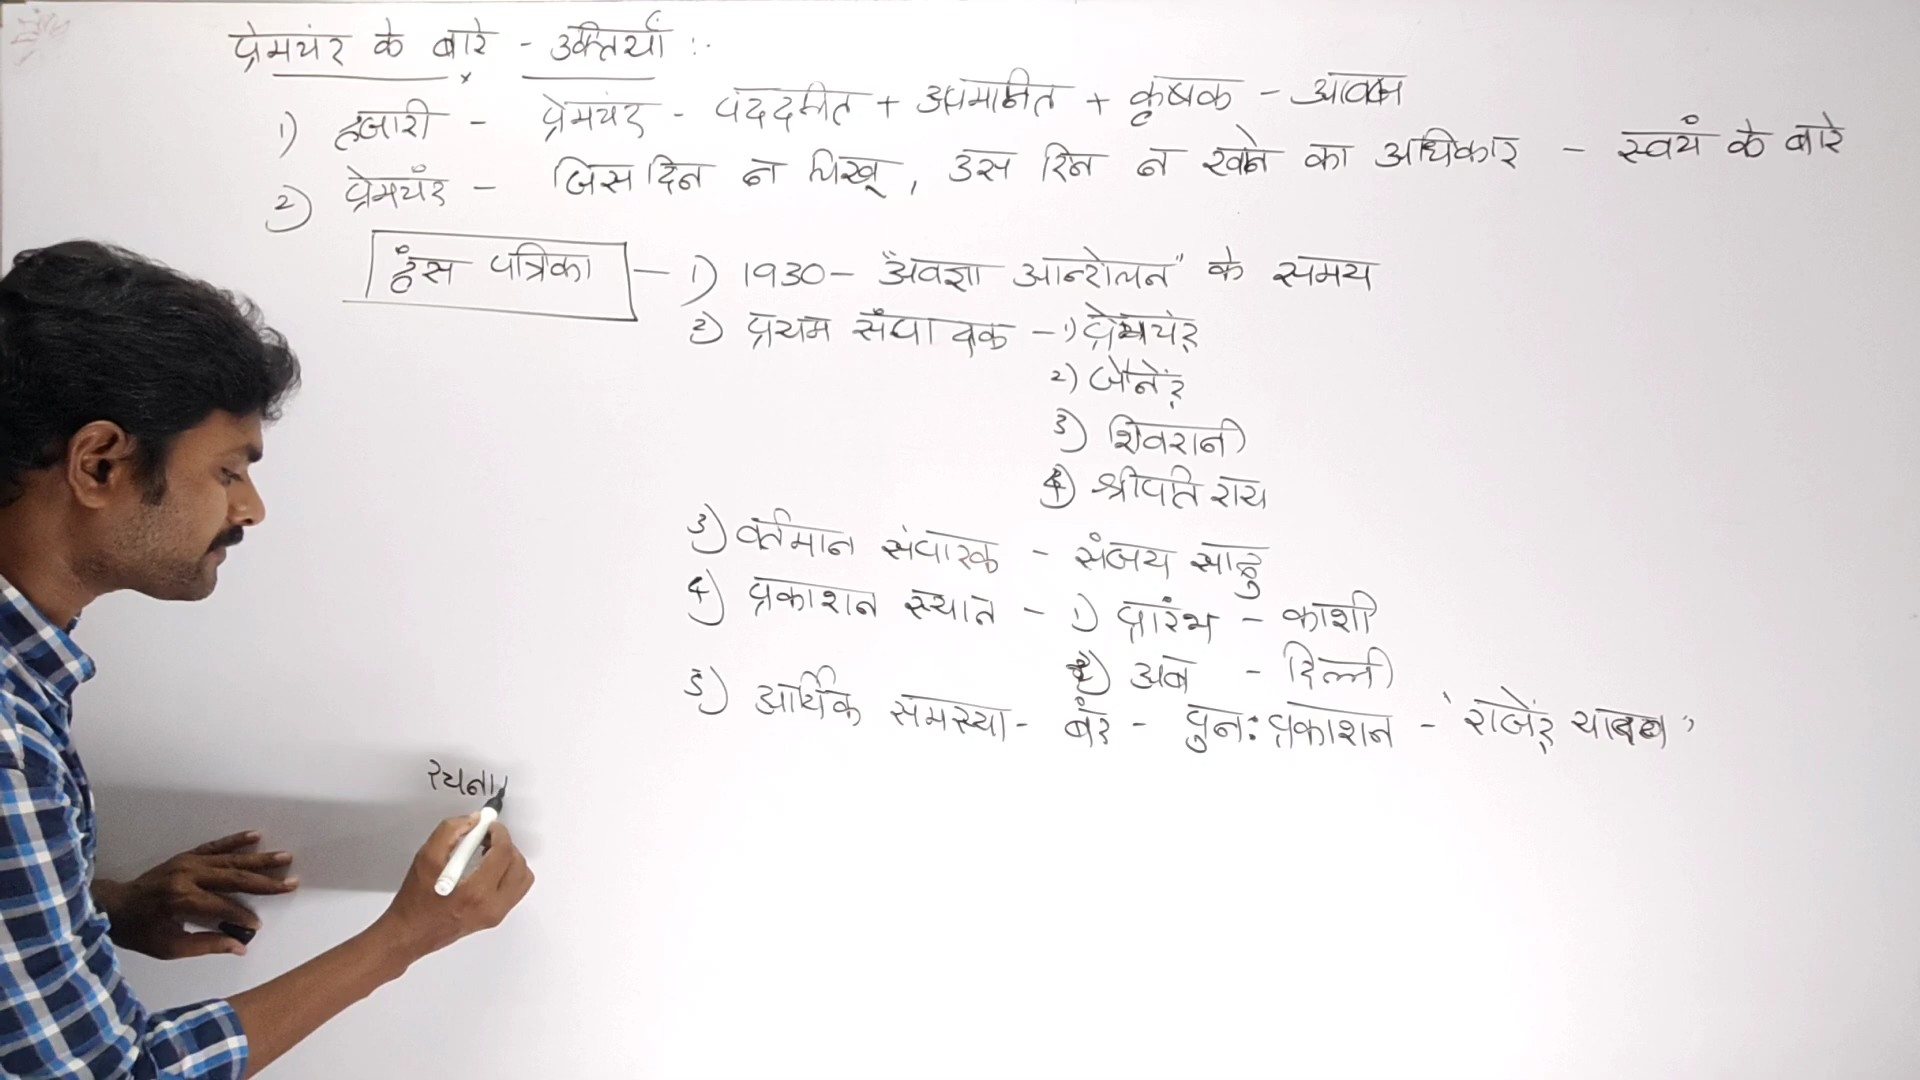 प्रेमचंद के बारे - उक्तियाँ :-
1) हजारी - प्रेमचंद - पददलित + अपमानित + कृषक - आवाज
2) प्रेमचंद - जिस दिन न लिखू, उस दिन न खाने का अधिकार - स्वयं के बारे
हंस पत्रिका - 1) 1930 - "अवज्ञा आन्दोलन" के समय
2) प्रथम संपादक - 1) प्रेमचंद
2) जैनेंद्र
3) शिवरानी
4) श्रीपति राय
3) वर्तमान संपादक - संजय साहु
4) प्रकाशन स्थान - 1) प्रारंभ - काशी
2) अब - दिल्ली
5) आर्थिक समस्या - बंद - पुनः प्रकाशन - 'राजेंद्र यादव'
रचना